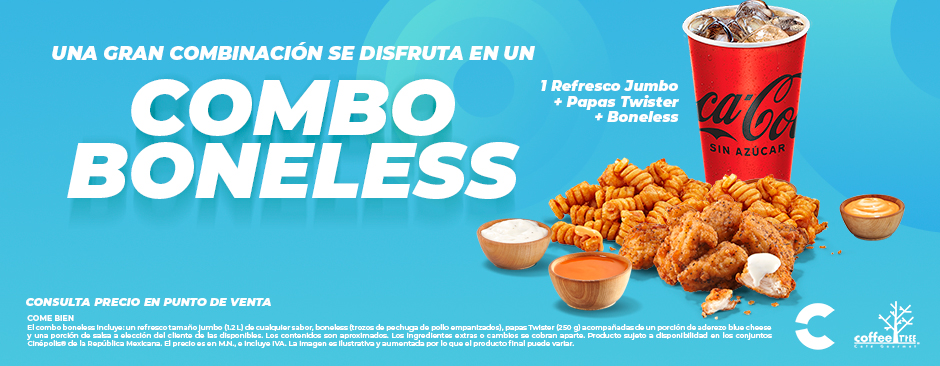 UNA GRAN COMBINACIÓN SE DISFRUTA EN UN
COMBO
BONELESS
1 Refresco Jumbo
+ Papas Twister
+ Boneless
ca-Co
SIN AZÚCAR
CONSULTA PRECIO EN PUNTO DE VENTA
COME BIEN
El combo boneless incluye: un refresco tamaño jumbo (1.2 L) de cualquier sabor, boneless (trozos de pechuga de pollo empanizados), papas Twister (250 g) acompañadas de un porción de aderezo blue cheese
y una porción de salsa a elección del cliente de las disponibles. Los contenidos son aproximados. Los ingredientes extras o cambios se cobran aparte. Producto sujeto a disponibilidad en los conjuntos
Cinépolis® de la República Mexicana. El precio es en M.N., e incluye IVA. La imagen es ilustrativa y aumentada por lo que el producto final puede variar.
coffee TREE
Café Gourmet